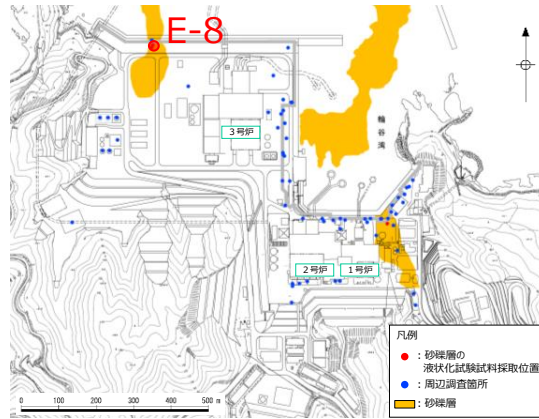 E-8
3号炉
輪谷湾
2号炉
1号炉
凡例
：砂礫層の
液状化試験試料採取位置
：周辺調査箇所
：砂礫層
0 100 200 300 400 500 m